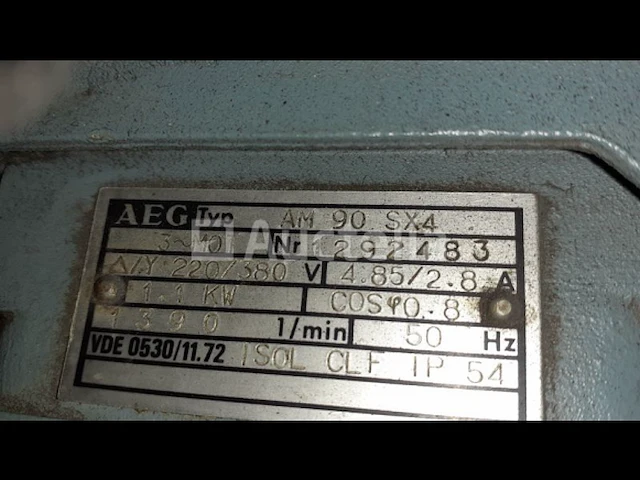 AEG Typ AM 90 SX4
3~MOT Nr 292483
Δ/Y 220/380 V 4.85/2.8 A
1.1 KW COSφ0.8
1390 1/min 50 Hz
VDE 0530/11.72 ISOL CLF IP 54